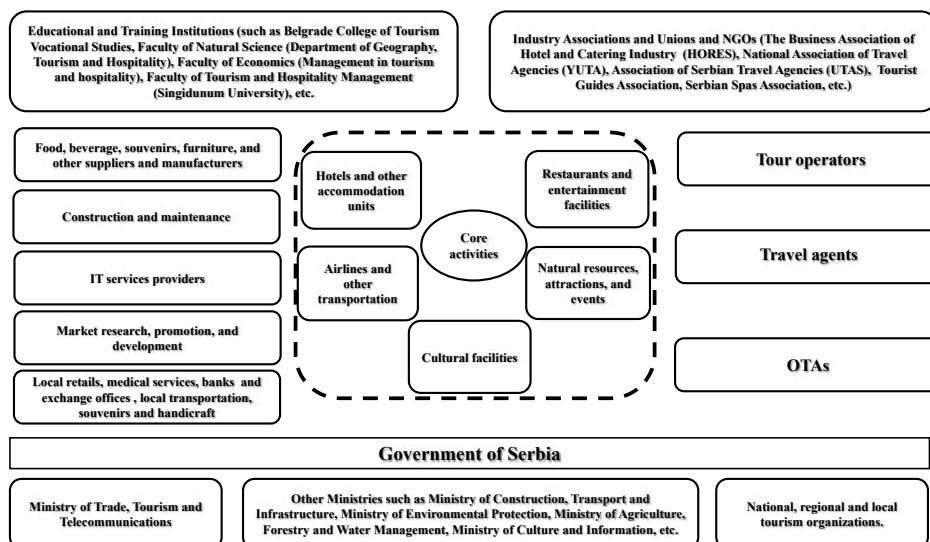 Educational and Training Institutions (such as Belgrade College of Tourism
Vocational Studies, Faculty of Natural Science (Department of Geography,
Tourism and Hospitality), Faculty of Economics (Management in tourism
and hospitality), Faculty of Tourism and Hospitality Management
(Singidunum University), etc.
Industry Associations and Unions and NGOs (The Business Association of
Hotel and Catering Industry (HORES), National Association of Travel
Agencies (YUTA), Association of Serbian Travel Agencies (UTAS), Tourist
Guides Association, Serbian Spas Association, etc.)
Food, beverage, souvenirs, furniture, and
other suppliers and manufacturers
Construction and maintenance
IT services providers
Market research, promotion, and
development
Local retails, medical services, banks and
exchange offices , local transportation,
souvenirs and handicraft
Hotels and other
accommodation
units
Restaurants and
entertainment
facilities
Core
activities
Airlines and
other
transportation
Natural resources,
attractions, and
events
Cultural facilities
Tour operators
Travel agents
OTAs
Government of Serbia
Ministry of Trade, Tourism and
Telecommunications
Other Ministries such as Ministry of Construction, Transport and
Infrastructure, Ministry of Environmental Protection, Ministry of Agriculture,
Forestry and Water Management, Ministry of Culture and Information, etc.
National, regional and local
tourism organizations.